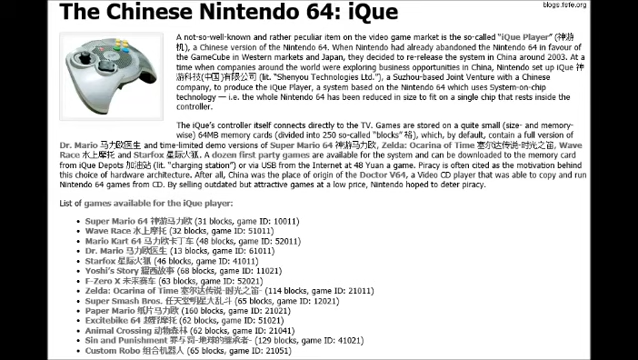 blogs.fsfe.org
The Chinese Nintendo 64: iQue
A not-so-well-known and rather peculiar item on the video game market is the so-called “iQue Player” (神游
机), a Chinese version of the Nintendo 64. When Nintendo had already abandoned the Nintendo 64 in favour of
the GameCube in Western markets and Japan, they decided to re-release the system in China around 2003. At a
time when companies around the world were exploring business opportunities in China, Nintendo set up iQue 神
游科技(中国)有限公司 (lit. “Shenyou Technologies Ltd.”), a Suzhou-based Joint Venture with a Chinese
company, to produce the iQue Player, a system based on the Nintendo 64 which uses System-on-chip
technology — i.e. the whole Nintendo 64 has been reduced in size to fit on a single chip that rests inside the
controller.
The iQue’s controller itself connects directly to the TV. Games are stored on a quite small (size- and memory-
wise) 64MB memory cards (divided into 250 so-called “blocks” 格), which, by default, contain a full version of
Dr. Mario 马力欧医生 and time-limited demo versions of Super Mario 64 神游马力欧, Zelda: Ocarina of Time 塞尔达传说-时光之笛, Wave
Race 水上摩托 and Starfox 星际火狐. A dozen first party games are available for the system and can be downloaded to the memory card
from iQue Depots 加油站 (lit. “charging station”) or via USB from the Internet at 48 Yuan a game. Piracy is often cited as the motivation behind
this choice of hardware architecture. After all, China was the place of origin of the Doctor V64, a Video CD player that was able to copy and run
Nintendo 64 games from CD. By selling outdated but attractive games at a low price, Nintendo hoped to deter piracy.
List of games available for the iQue player:
Super Mario 64 神游马力欧 (31 blocks, game ID: 10011)
Wave Race 水上摩托 (32 blocks, game ID: 51011)
Mario Kart 64 马力欧卡丁车 (48 blocks, game ID: 52011)
Dr. Mario 马力欧医生 (13 blocks, game ID: 61011)
Starfox 星际火狐 (46 blocks, game ID: 41011)
Yoshi’s Story 耀西故事 (68 blocks, game ID: 11021)
F-Zero X 未来赛车 (63 blocks, game ID: 52021)
Zelda: Ocarina of Time 塞尔达传说-时光之笛- (114 blocks, game ID: 21011)
Super Smash Bros. 任天堂明星大乱斗 (65 blocks, game ID: 12021)
Paper Mario 纸片马力欧 (160 blocks, game ID: 21021)
Excitebike 64 越野摩托 (62 blocks, game ID: 51021)
Animal Crossing 动物森林 (62 blocks, game ID: 21041)
Sin and Punishment 罪与罚-地球的继承者- (129 blocks, game ID: 41021)
Custom Robo 组合机器人 (65 blocks, game ID: 21051)